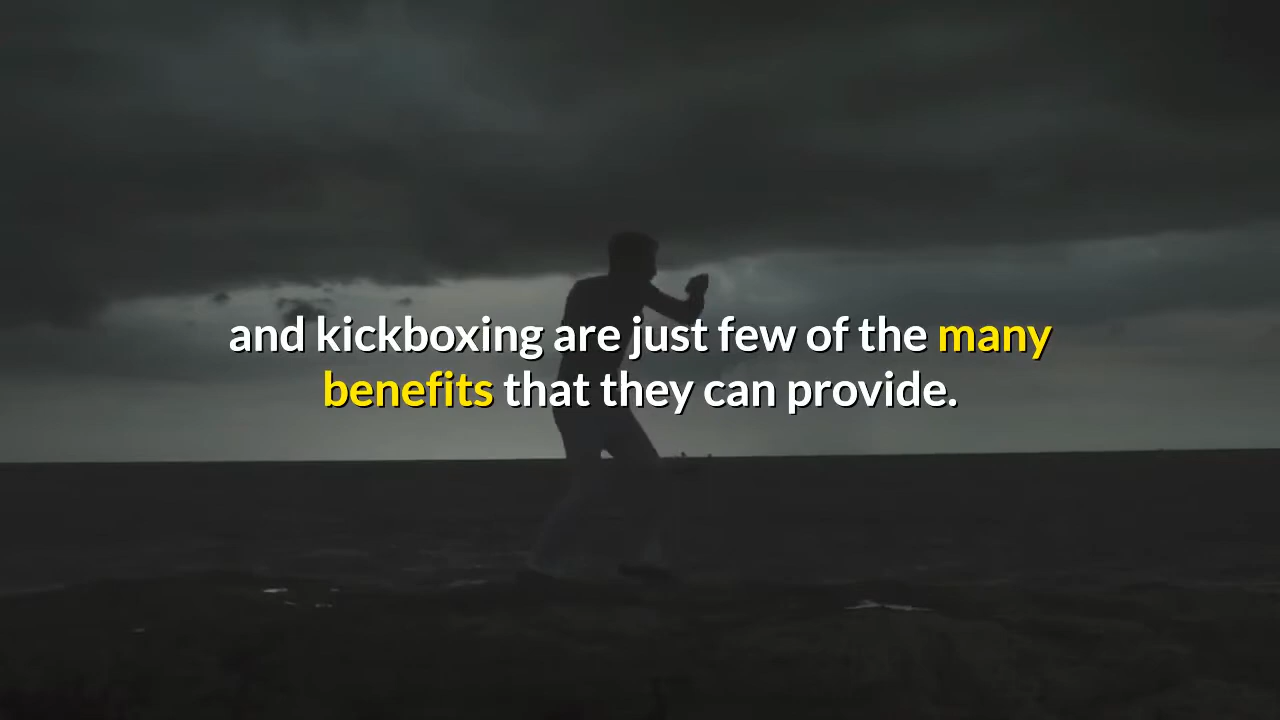 and kickboxing are just few of the many
benefits that they can provide.